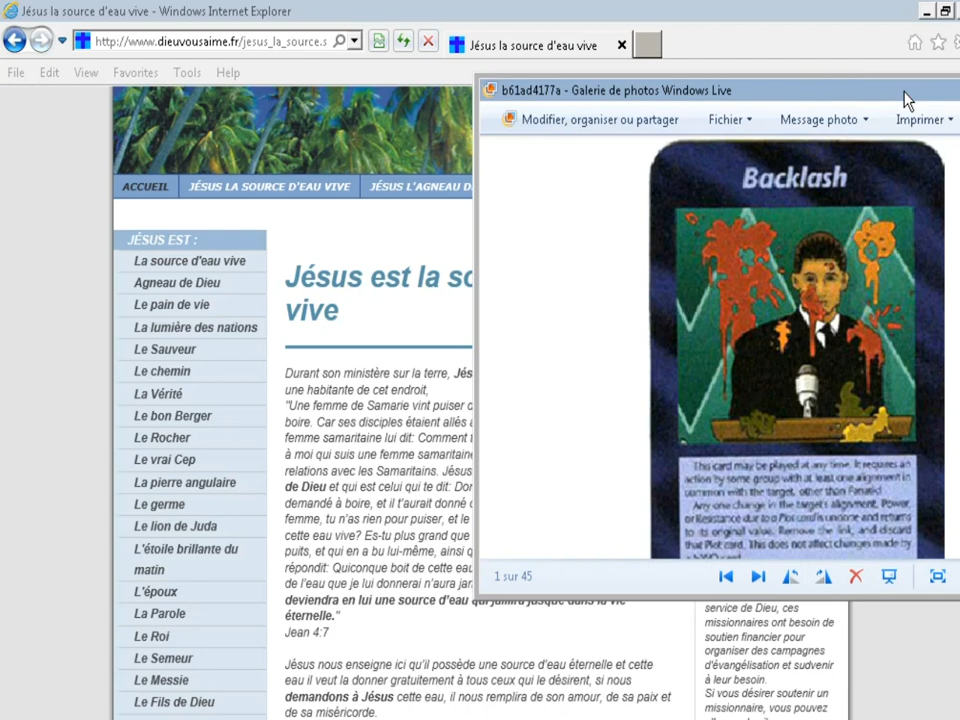 Jésus la source d'eau vive - Windows Internet Explorer
http://www.dieuvousaime.fr/jesus_la_source.s
Jésus la source d'eau vive
File Edit View Favorites Tools Help
b61ad4177a - Galerie de photos Windows Live
Modifier, organiser ou partager Fichier Message photo Imprimer
ACCUEIL JÉSUS LA SOURCE D'EAU VIVE JÉSUS L'AGNEAU D
JÉSUS EST :
La source d'eau vive
Agneau de Dieu
Le pain de vie
La lumière des nations
Le Sauveur
Le chemin
La Vérité
Le bon Berger
Le Rocher
Le vrai Cep
La pierre angulaire
Le germe
Le lion de Juda
L'étoile brillante du
matin
L'époux
La Parole
Le Roi
Le Semeur
Le Messie
Le Fils de Dieu
Jésus est la so
vive
Durant son ministère sur la terre, Jés
une habitante de cet endroit,
"Une femme de Samarie vint puiser d
boire. Car ses disciples étaient allés
femme samaritaine lui dit: Comment t
à moi qui suis une femme samaritaine
relations avec les Samaritains. Jésus
de Dieu et qui est celui qui te dit: Don
demandé à boire, et il t'aurait donné d
femme, tu n'as rien pour puiser, et le
cette eau vive? Es-tu plus grand que
puits, et qui en a bu lui-même, ainsi q
répondit: Quiconque boit de cette eau
de l'eau que je lui donnerai n'aura jam
deviendra en lui une source d'eau qui jaillira jusque dans la vie
éternelle."
Jean 4:7
Jésus nous enseigne ici qu'il possède une source d'eau éternelle et cette
eau il veut la donner gratuitement à tous ceux qui le désirent, si nous
demandons à Jésus cette eau, il nous remplira de son amour, de sa paix et
de sa miséricorde.
Backlash
This card may be played at any time. It requires an
action by some group with at least one alignment in
common with the target, other than Fanatic.
Any one change in the target's alignment, Power,
or Resistance due to a Plot card is undone and returns
to its original value. Remove the link, and discard
that Plot card. This does not affect changes made by
1 sur 45
service de Dieu, ces
missionnaires ont besoin de
soutien financier pour
organiser des campagnes
d'évangélisation et sudvenir
à leur besoin.
Si vous désirer soutenir un
missionnaire, vous pouvez